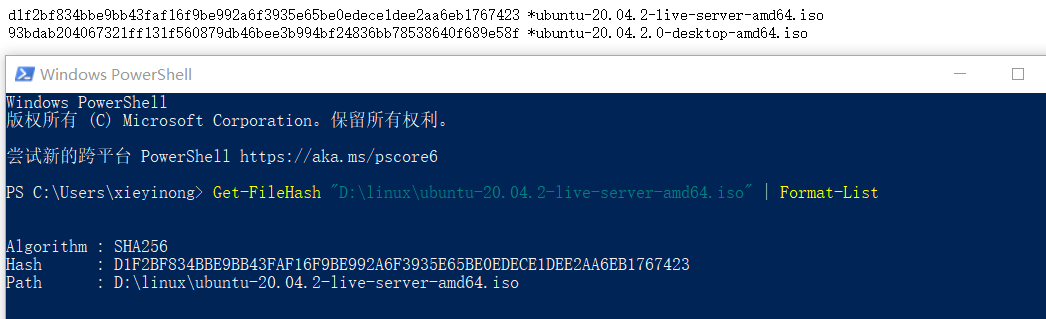 d1f2bf834bbe9bb43faf16f9be992a6f3935e65be0edece1dee2aa6eb1767423 *ubuntu-20.04.2-live-server-amd64.iso
93bdab204067321ff131f560879db46bee3b994bf24836bb78538640f689e58f *ubuntu-20.04.2.0-desktop-amd64.iso
Windows PowerShell
Windows PowerShell
版权所有 (C) Microsoft Corporation。保留所有权利。
尝试新的跨平台 PowerShell https://aka.ms/pscore6
PS C:\Users\xieyinong> Get-FileHash "D:\linux\ubuntu-20.04.2-live-server-amd64.iso" | Format-List
Algorithm : SHA256
Hash      : D1F2BF834BBE9BB43FAF16F9BE992A6F3935E65BE0EDECE1DEE2AA6EB1767423
Path      : D:\linux\ubuntu-20.04.2-live-server-amd64.iso